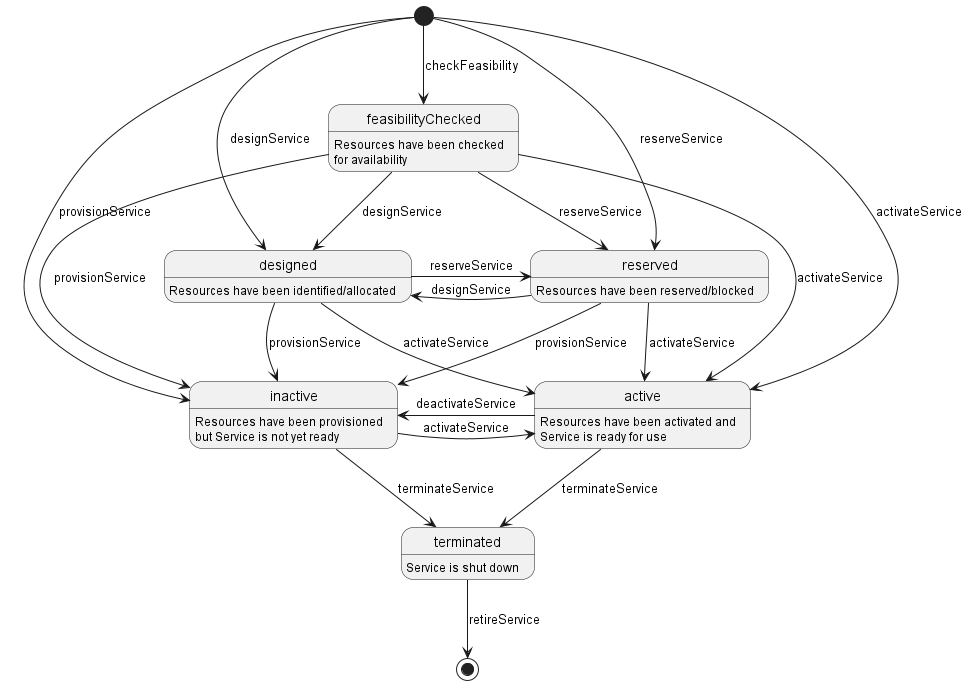 checkFeasibility
feasibilityChecked
Resources have been checked
for availability
designService
reserveService
provisionService
activateService
designService
reserveService
provisionService
activateService
designed
Resources have been identified/allocated
reserveService
designService
reserved
Resources have been reserved/blocked
provisionService
activateService
provisionService
activateService
inactive
Resources have been provisioned
but Service is not yet ready
deactivateService
activateService
active
Resources have been activated and
Service is ready for use
terminateService
terminateService
terminated
Service is shut down
retireService